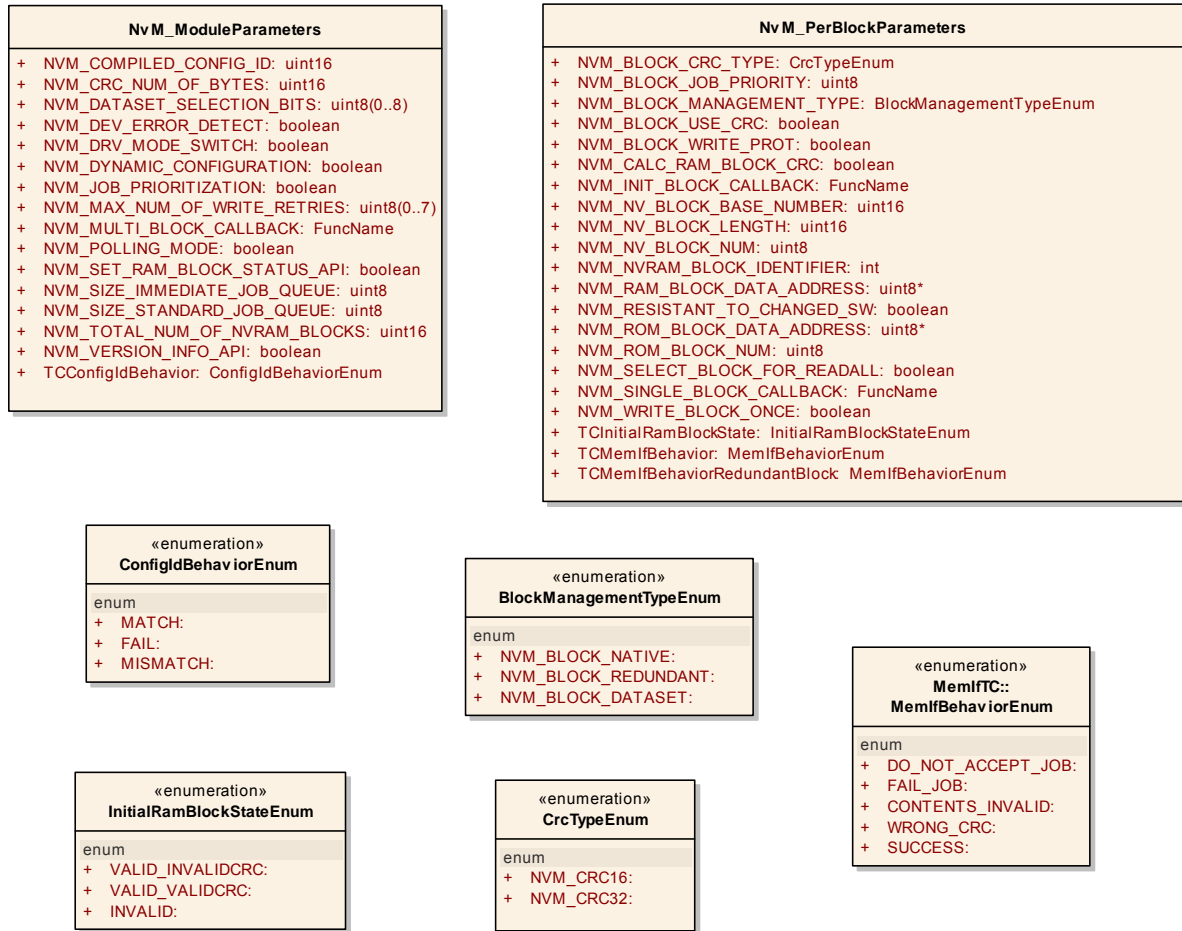 NvM_ModuleParameters
+ NVM_COMPILED_CONFIG_ID: uint16
+ NVM_CRC_NUM_OF_BYTES: uint16
+ NVM_DATASET_SELECTION_BITS: uint8(0..8)
+ NVM_DEV_ERROR_DETECT: boolean
+ NVM_DRV_MODE_SWITCH: boolean
+ NVM_DYNAMIC_CONFIGURATION: boolean
+ NVM_JOB_PRIORITIZATION: boolean
+ NVM_MAX_NUM_OF_WRITE_RETRIES: uint8(0..7)
+ NVM_MULTI_BLOCK_CALLBACK: FuncName
+ NVM_POLLING_MODE: boolean
+ NVM_SET_RAM_BLOCK_STATUS_API: boolean
+ NVM_SIZE_IMMEDIATE_JOB_QUEUE: uint8
+ NVM_SIZE_STANDARD_JOB_QUEUE: uint8
+ NVM_TOTAL_NUM_OF_NVRAM_BLOCKS: uint16
+ NVM_VERSION_INFO_API: boolean
+ TCConfigIdBehavior: ConfigIdBehaviorEnum
NvM_PerBlockParameters
+ NVM_BLOCK_CRC_TYPE: CrcTypeEnum
+ NVM_BLOCK_JOB_PRIORITY: uint8
+ NVM_BLOCK_MANAGEMENT_TYPE: BlockManagementTypeEnum
+ NVM_BLOCK_USE_CRC: boolean
+ NVM_BLOCK_WRITE_PROT: boolean
+ NVM_CALC_RAM_BLOCK_CRC: boolean
+ NVM_INIT_BLOCK_CALLBACK: FuncName
+ NVM_NV_BLOCK_BASE_NUMBER: uint16
+ NVM_NV_BLOCK_LENGTH: uint16
+ NVM_NV_BLOCK_NUM: uint8
+ NVM_NVRAM_BLOCK_IDENTIFIER: int
+ NVM_RAM_BLOCK_DATA_ADDRESS: uint8*
+ NVM_RESISTANT_TO_CHANGED_SW: boolean
+ NVM_ROM_BLOCK_DATA_ADDRESS: uint8*
+ NVM_ROM_BLOCK_NUM: uint8
+ NVM_SELECT_BLOCK_FOR_READALL: boolean
+ NVM_SINGLE_BLOCK_CALLBACK: FuncName
+ NVM_WRITE_BLOCK_ONCE: boolean
+ TCInitialRamBlockState: InitialRamBlockStateEnum
+ TCMemIfBehavior: MemIfBehaviorEnum
+ TCMemIfBehaviorRedundantBlock: MemIfBehaviorEnum
«enumeration»
ConfigIdBehaviorEnum
enum
+ MATCH:
+ FAIL:
+ MISMATCH:
«enumeration»
BlockManagementTypeEnum
enum
+ NVM_BLOCK_NATIVE:
+ NVM_BLOCK_REDUNDANT:
+ NVM_BLOCK_DATASET:
«enumeration»
MemIfTC::
MemIfBehaviorEnum
enum
+ DO_NOT_ACCEPT_JOB:
+ FAIL_JOB:
+ CONTENTS_INVALID:
+ WRONG_CRC:
+ SUCCESS:
«enumeration»
InitialRamBlockStateEnum
enum
+ VALID_INVALIDCRC:
+ VALID_VALIDCRC:
+ INVALID:
«enumeration»
CrcTypeEnum
enum
+ NVM_CRC16:
+ NVM_CRC32: